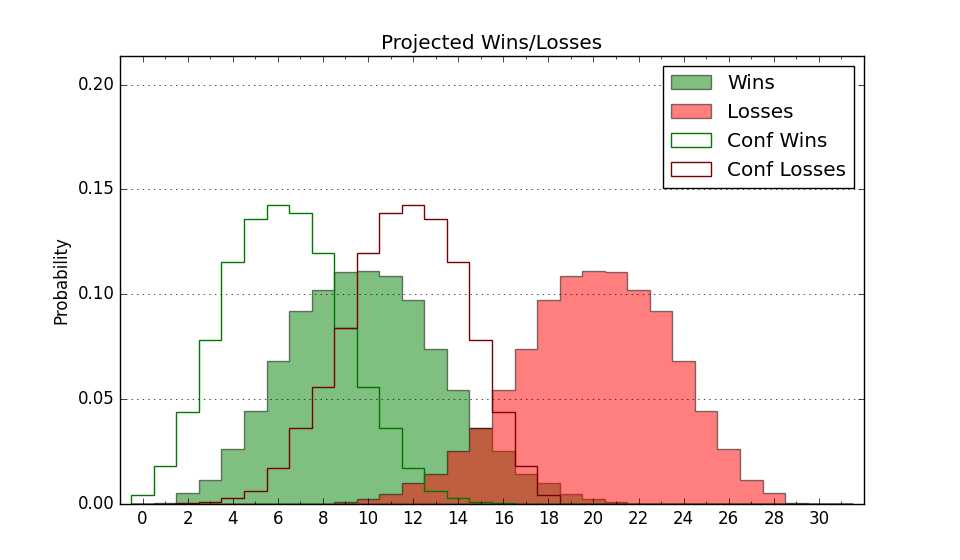 Projected Wins/Losses
Wins
Losses
Conf Wins
Conf Losses
Probability
0.20
0.15
0.10
0.05
0.00
0 2 4 6 8 10 12 14 16 18 20 22 24 26 28 30